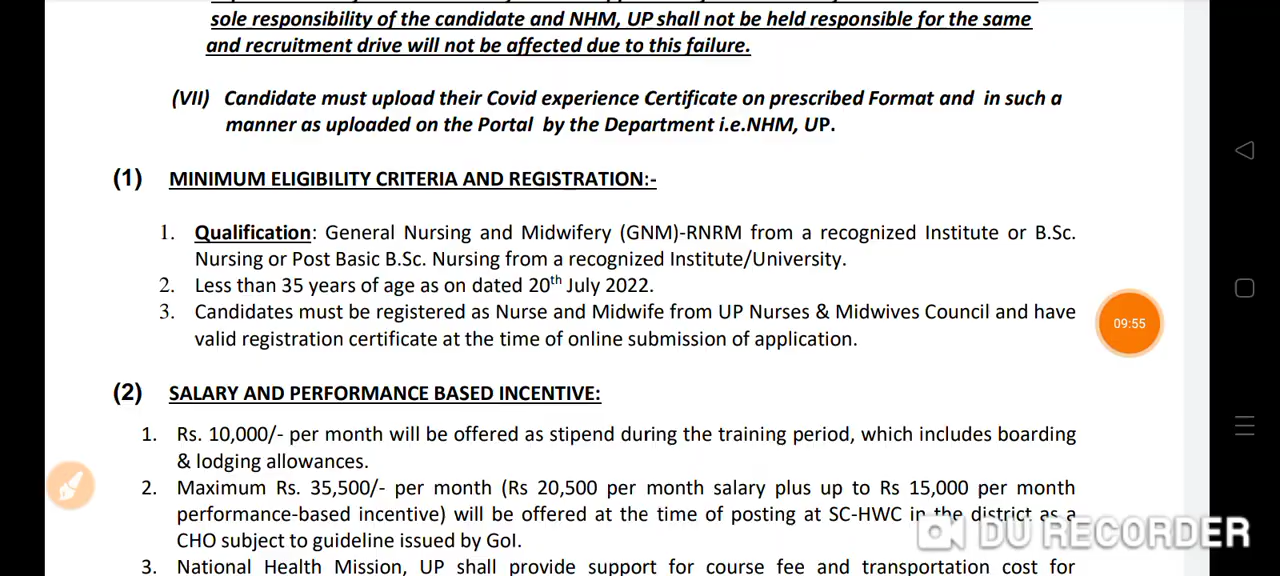 sole responsibility of the candidate and NHM, UP shall not be held responsible for the same
and recruitment drive will not be affected due to this failure.
(VII) Candidate must upload their Covid experience Certificate on prescribed Format and in such a
manner as uploaded on the Portal by the Department i.e.NHM, UP.
(1) MINIMUM ELIGIBILITY CRITERIA AND REGISTRATION:-
1. Qualification: General Nursing and Midwifery (GNM)-RNRM from a recognized Institute or B.Sc.
Nursing or Post Basic B.Sc. Nursing from a recognized Institute/University.
2. Less than 35 years of age as on dated 20th July 2022.
3. Candidates must be registered as Nurse and Midwife from UP Nurses & Midwives Council and have
valid registration certificate at the time of online submission of application.
09:55
(2) SALARY AND PERFORMANCE BASED INCENTIVE:
1. Rs. 10,000/- per month will be offered as stipend during the training period, which includes boarding
& lodging allowances.
2. Maximum Rs. 35,500/- per month (Rs 20,500 per month salary plus up to Rs 15,000 per month
performance-based incentive) will be offered at the time of posting at SC-HWC in the district as a
CHO subject to guideline issued by GoI.
DU RECORDER
3. National Health Mission, UP shall provide support for course fee and transportation cost for